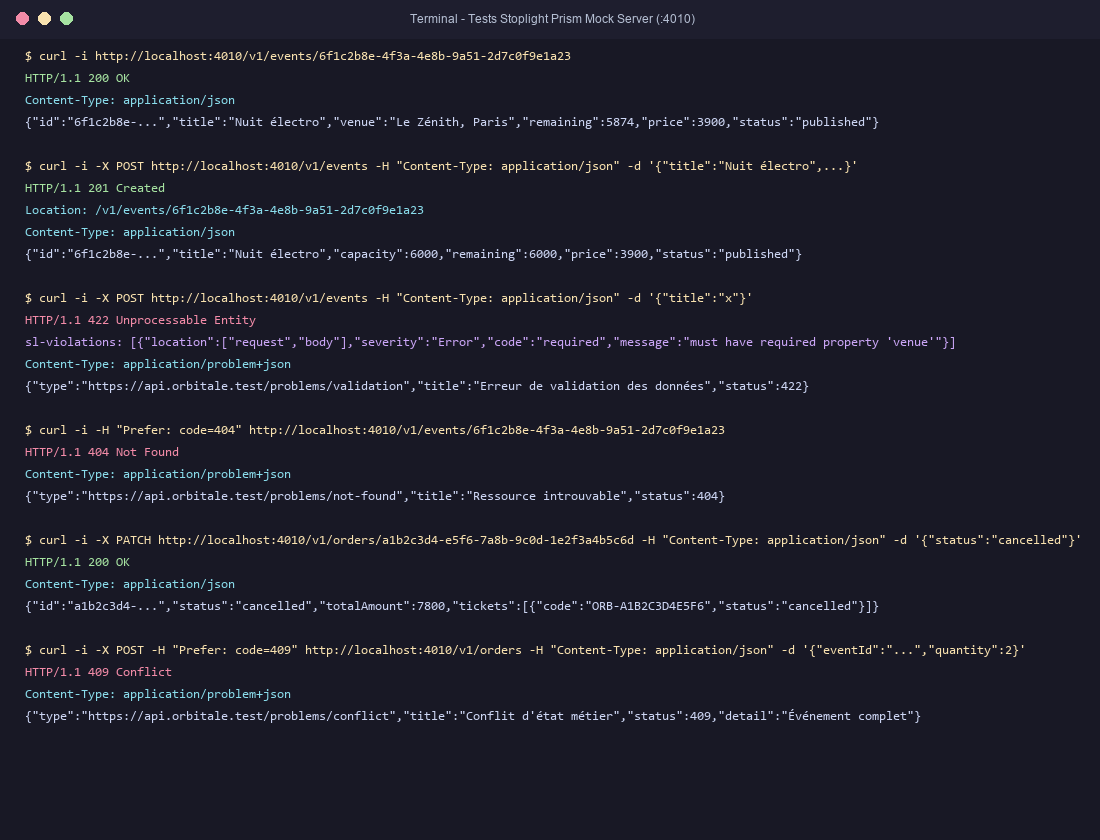 Terminal - Tests Stoplight Prism Mock Server (:4010)
$ curl -i http://localhost:4010/v1/events/6f1c2b8e-4f3a-4e8b-9a51-2d7c0f9e1a23
HTTP/1.1 200 OK
Content-Type: application/json
{"id":"6f1c2b8e-...","title":"Nuit électro","venue":"Le Zénith, Paris","remaining":5874,"price":3900,"status":"published"}
$ curl -i -X POST http://localhost:4010/v1/events -H "Content-Type: application/json" -d '{"title":"Nuit électro",...}'
HTTP/1.1 201 Created
Location: /v1/events/6f1c2b8e-4f3a-4e8b-9a51-2d7c0f9e1a23
Content-Type: application/json
{"id":"6f1c2b8e-...","title":"Nuit électro","capacity":6000,"remaining":6000,"price":3900,"status":"published"}
$ curl -i -X POST http://localhost:4010/v1/events -H "Content-Type: application/json" -d '{"title":"x"}'
HTTP/1.1 422 Unprocessable Entity
sl-violations: [{"location":["request","body"],"severity":"Error","code":"required","message":"must have required property 'venue'"}]
Content-Type: application/problem+json
{"type":"https://api.orbitale.test/problems/validation","title":"Erreur de validation des données","status":422}
$ curl -i -H "Prefer: code=404" http://localhost:4010/v1/events/6f1c2b8e-4f3a-4e8b-9a51-2d7c0f9e1a23
HTTP/1.1 404 Not Found
Content-Type: application/problem+json
{"type":"https://api.orbitale.test/problems/not-found","title":"Ressource introuvable","status":404}
$ curl -i -X PATCH http://localhost:4010/v1/orders/a1b2c3d4-e5f6-7a8b-9c0d-1e2f3a4b5c6d -H "Content-Type: application/json" -d '{"status":"cancelled"}'
HTTP/1.1 200 OK
Content-Type: application/json
{"id":"a1b2c3d4-...","status":"cancelled","totalAmount":7800,"tickets":[{"code":"ORB-A1B2C3D4E5F6","status":"cancelled"}]}
$ curl -i -X POST -H "Prefer: code=409" http://localhost:4010/v1/orders -H "Content-Type: application/json" -d '{"eventId":"...","quantity":2}'
HTTP/1.1 409 Conflict
Content-Type: application/problem+json
{"type":"https://api.orbitale.test/problems/conflict","title":"Conflit d'état métier","status":409,"detail":"Événement complet"}